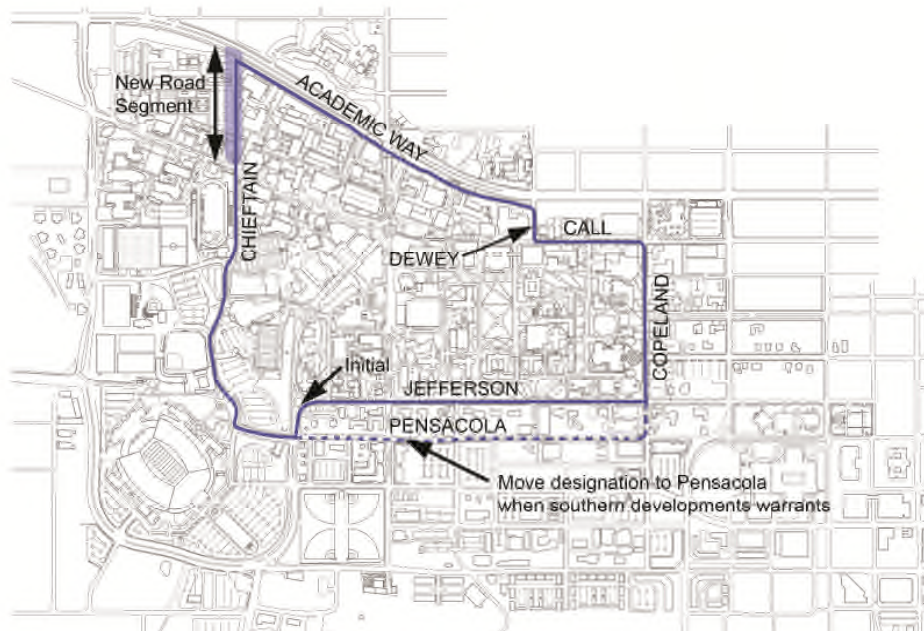 New Road
Segment
ACADEMIC WAY
CHIEFTAIN
CALL
DEWEY
COPELAND
Initial
JEFFERSON
PENSACOLA
Move designation to Pensacola
when southern developments warrants